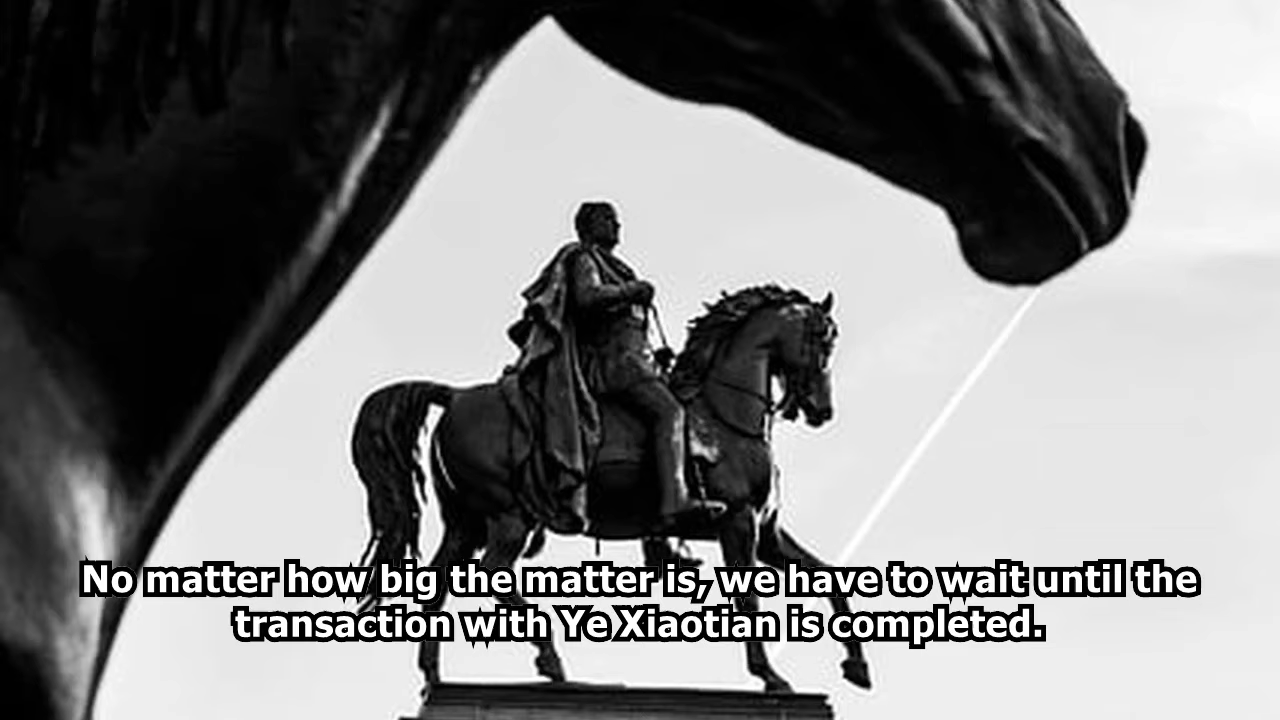 No matter how big the matter is, we have to wait until the
transaction with Ye Xiaotian is completed.